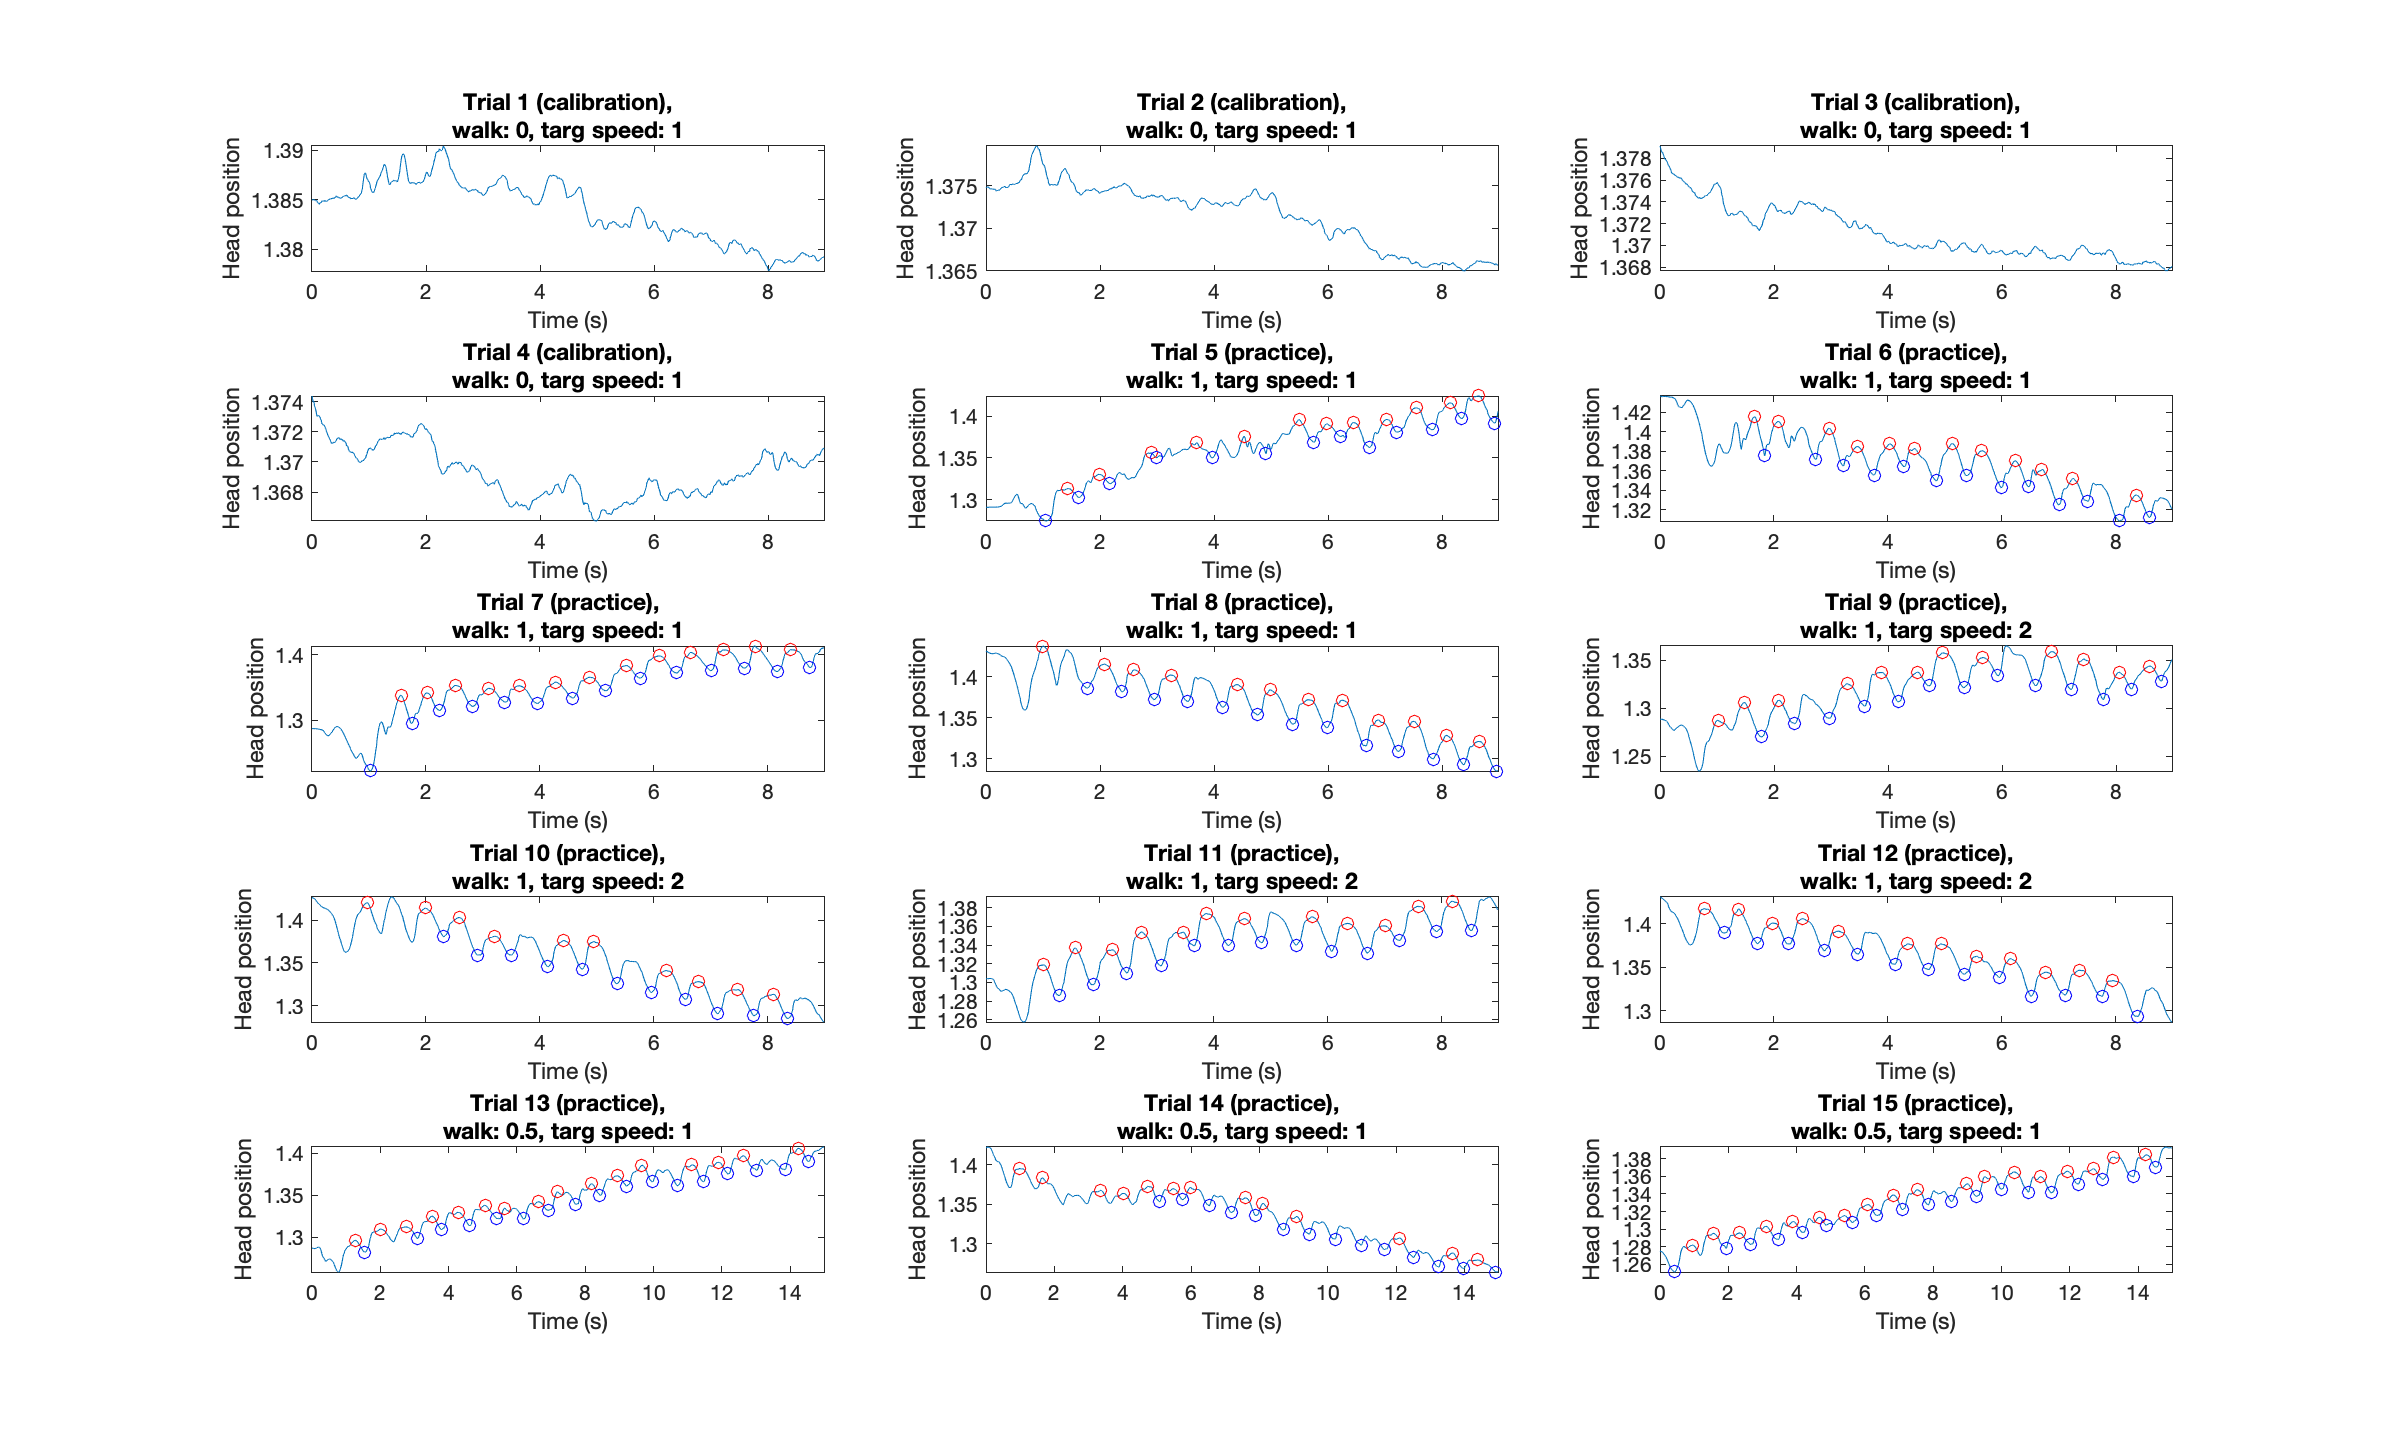 Trial 1 (calibration),
walk: 0, targ speed: 1
Head position
1.39
1.385
1.38
0 2 4 6 8
Time (s)
Trial 2 (calibration),
walk: 0, targ speed: 1
Head position
1.375
1.37
1.365
0 2 4 6 8
Time (s)
Trial 3 (calibration),
walk: 0, targ speed: 1
Head position
1.378
1.376
1.374
1.372
1.37
1.368
0 2 4 6 8
Time (s)
Trial 4 (calibration),
walk: 0, targ speed: 1
Head position
1.374
1.372
1.37
1.368
0 2 4 6 8
Time (s)
Trial 5 (practice),
walk: 1, targ speed: 1
Head position
1.4
1.35
1.3
0 2 4 6 8
Time (s)
Trial 6 (practice),
walk: 1, targ speed: 1
Head position
1.42
1.4
1.38
1.36
1.34
1.32
0 2 4 6 8
Time (s)
Trial 7 (practice),
walk: 1, targ speed: 1
Head position
1.4
1.3
0 2 4 6 8
Time (s)
Trial 8 (practice),
walk: 1, targ speed: 1
Head position
1.4
1.35
1.3
0 2 4 6 8
Time (s)
Trial 9 (practice),
walk: 1, targ speed: 2
Head position
1.35
1.3
1.25
0 2 4 6 8
Time (s)
Trial 10 (practice),
walk: 1, targ speed: 2
Head position
1.4
1.35
1.3
0 2 4 6 8
Time (s)
Trial 11 (practice),
walk: 1, targ speed: 2
Head position
1.38
1.36
1.34
1.32
1.3
1.28
1.26
0 2 4 6 8
Time (s)
Trial 12 (practice),
walk: 1, targ speed: 2
Head position
1.4
1.35
1.3
0 2 4 6 8
Time (s)
Trial 13 (practice),
walk: 0.5, targ speed: 1
Head position
1.4
1.35
1.3
0 2 4 6 8 10 12 14
Time (s)
Trial 14 (practice),
walk: 0.5, targ speed: 1
Head position
1.4
1.35
1.3
0 2 4 6 8 10 12 14
Time (s)
Trial 15 (practice),
walk: 0.5, targ speed: 1
Head position
1.38
1.36
1.34
1.32
1.3
1.28
1.26
0 2 4 6 8 10 12 14
Time (s)